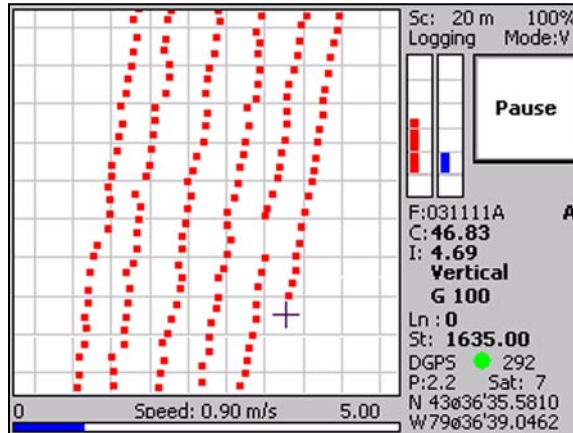 Sc: 20 m 100%
Logging Mode:V
Pause
F:031111A A
C: 46.83
I: 4.69
Vertical
G 100
Ln : 0
St: 1635.00
DGPS 292
P:2.2 Sat: 7
N 43ø36'35.5810
W79ø36'39.0462
0 Speed: 0.90 m/s 5.00